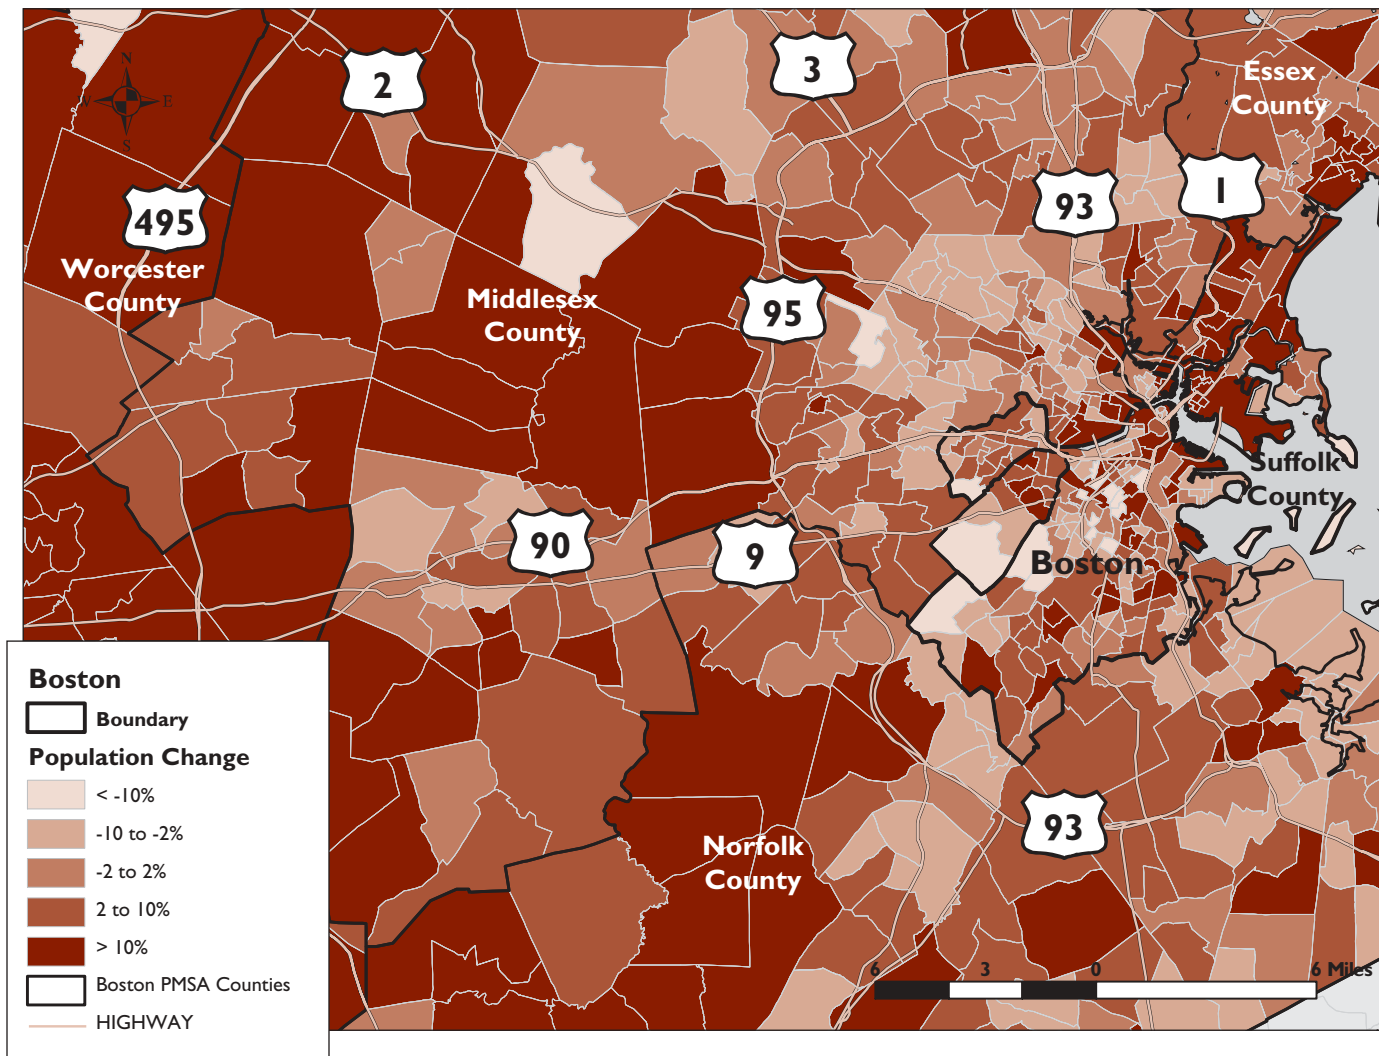 N
W
E
S
2
3
Essex
County
495
93
1
Worcester
County
Middlesex
County
95
Suffolk
County
90
9
Boston
93
Norfolk
County
6 3 0 6 Miles
Boston
Boundary
Population Change
< -10%
-10 to -2%
-2 to 2%
2 to 10%
> 10%
Boston PMSA Counties
HIGHWAY